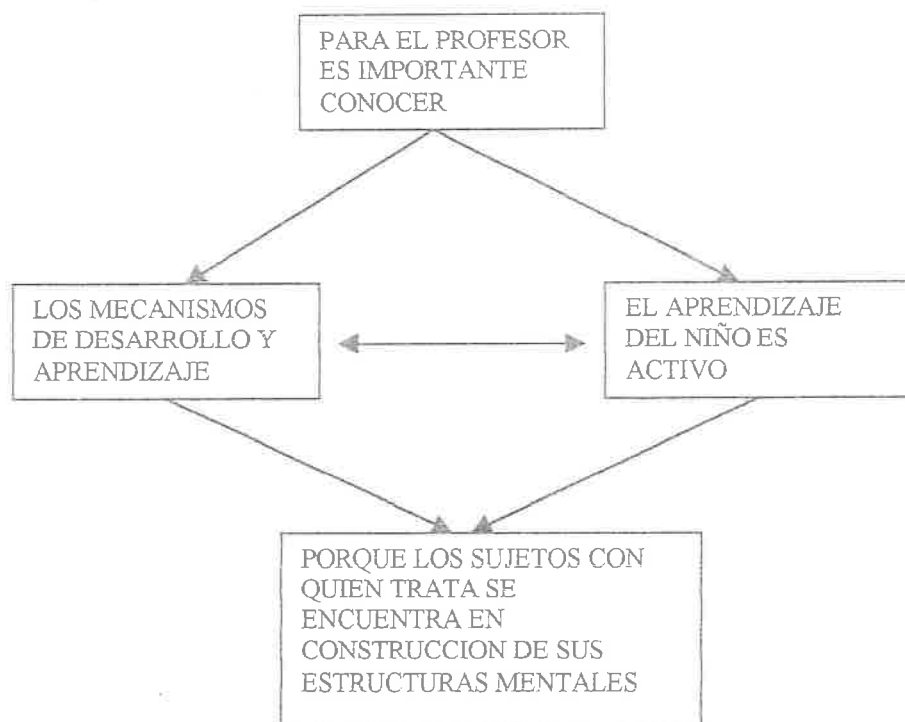 PARA EL PROFESOR
ES IMPORTANTE
CONOCER
LOS MECANISMOS
DE DESARROLLO Y
APRENDIZAJE
EL APRENDIZAJE
DEL NIÑO ES
ACTIVO
PORQUE LOS SUJETOS CON
QUIEN TRATA SE
ENCUENTRA EN
CONSTRUCCION DE SUS
ESTRUCTURAS MENTALES